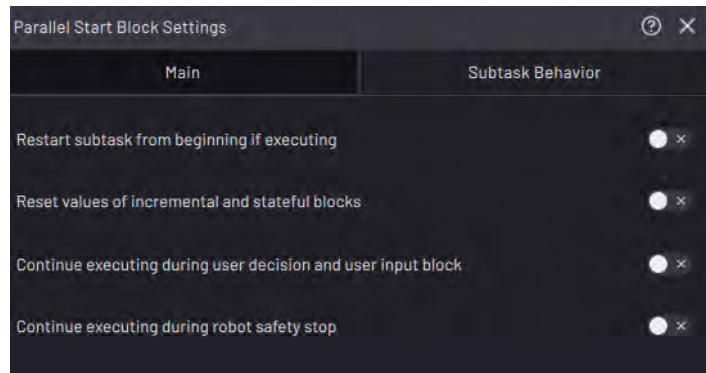 Parallel Start Block Settings
Main
Subtask Behavior
Restart subtask from beginning if executing
Reset values of incremental and stateful blocks
Continue executing during user decision and user input block
Continue executing during robot safety stop